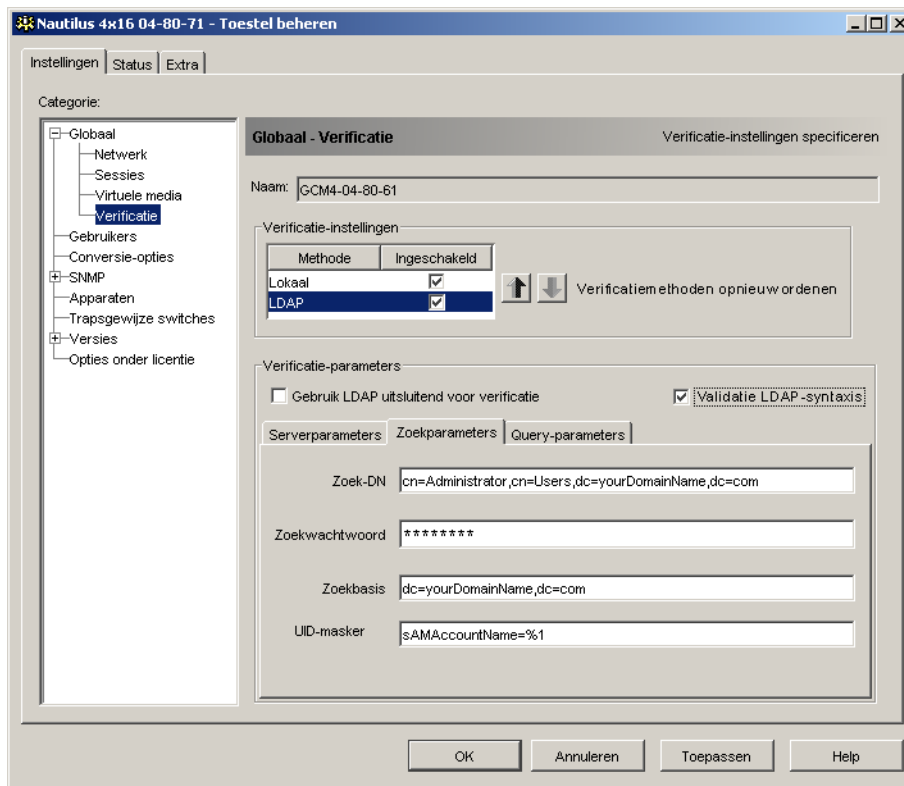 Nautilus 4x16 04-80-71 - Toestel beheren
Instellingen Status Extra
Categorie:
Globaal
Netwerk
Sessies
Virtuele media
Verificatie
Gebruikers
Conversie-opties
SNMP
Apparaten
Trapsgewijze switches
Versies
Opties onder licentie
Globaal - Verificatie Verificatie-instellingen specificeren
Naam: GCM4-04-80-61
Verificatie-instellingen
Methode Ingeschakeld
Lokaal
LDAP
Verificatiemethoden opnieuw ordenen
Verificatie-parameters
Gebruik LDAP uitsluitend voor verificatie Validatie LDAP-syntaxis
Serverparameters Zoekparameters Query-parameters
Zoek-DN cn=Administrator,cn=Users,dc=yourDomainName,dc=com
Zoekwachtwoord ********
Zoekbasis dc=yourDomainName,dc=com
UID-masker sAMAccountName=%1
OK Annuleren Toepassen Help